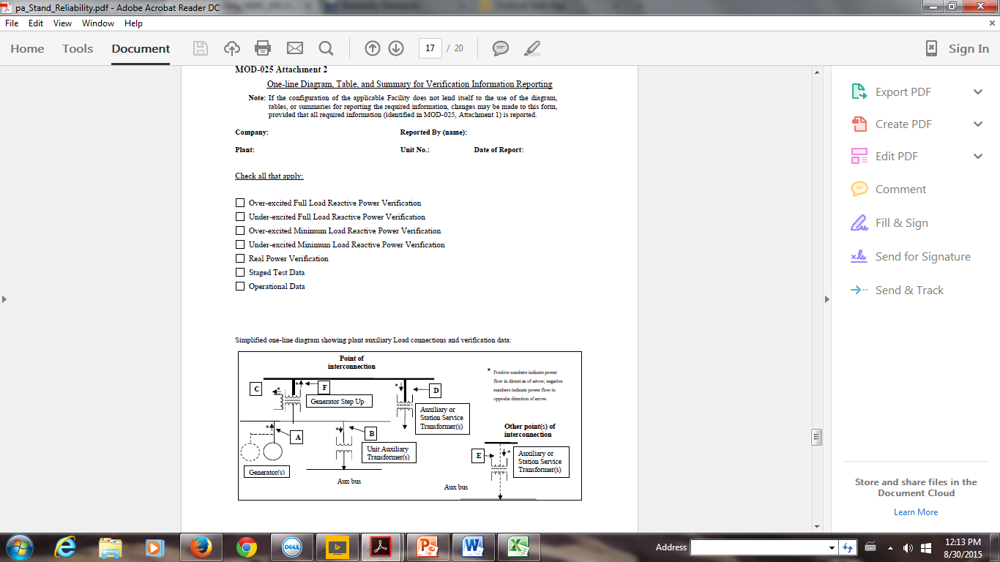 pa_Stand_Reliability.pdf - Adobe Acrobat Reader DC
File Edit View Window Help
Home Tools Document 17 / 20 Sign In
MOD-025 Attachment 2
One-line Diagram, Table, and Summary for Verification Information Reporting
Note: If the configuration of the applicable Facility does not lend itself to the use of the diagram,
tables, or summaries for reporting the required information, changes may be made to this form,
provided that all required information (identified in MOD-025, Attachment 1) is reported.
Company: Reported By (name):
Plant: Unit No.: Date of Report:
Check all that apply:
Over-excited Full Load Reactive Power Verification
Under-excited Full Load Reactive Power Verification
Over-excited Minimum Load Reactive Power Verification
Under-excited Minimum Load Reactive Power Verification
Real Power Verification
Staged Test Data
Operational Data
Simplified one-line diagram showing plant auxiliary Load connections and verification data:
Point of
interconnection
* Positive numbers indicate power
flow in direction of arrow; negative
numbers indicate power flow in
opposite direction of arrow.
C
*
*
F
*
D
Generator Step Up
Auxiliary or
Station Service
Transformer(s)
*
A
*
B
Unit Auxiliary
Transformer(s)
Generator(s)
Aux bus
Other point(s) of
interconnection
E
*
Auxiliary or
Station Service
Transformer(s)
Aux bus
Export PDF
Create PDF
Edit PDF
Comment
Fill & Sign
Send for Signature
Send & Track
Store and share files in the
Document Cloud
Learn More
DELL
Address
12:13 PM
8/30/2015